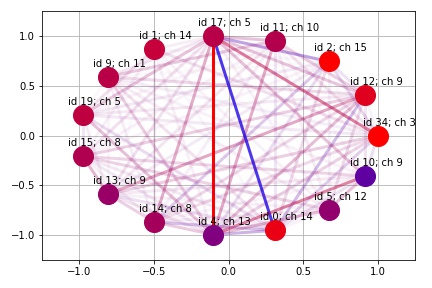 id 17; ch 5
id 1; ch 14
id 11; ch 10
id 2; ch 15
id 9; ch 11
id 12; ch 9
id 19; ch 5
id 34; ch 3
id 15; ch 8
id 10; ch 9
id 13; ch 9
id 14; ch 8
id 5; ch 12
id 4; ch 13
id 0; ch 14
1.0
0.5
0.0
−0.5
−1.0
−1.0
−0.5
0.0
0.5
1.0